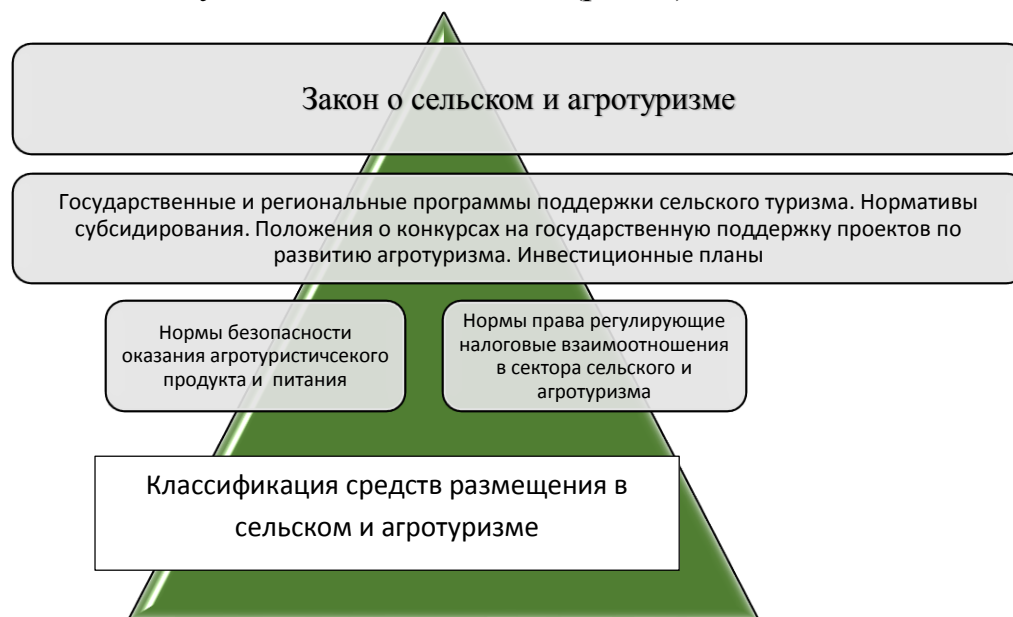 Закон о сельском и агротуризме
Государственные и региональные программы поддержки сельского туризма. Нормативы
субсидирования. Положения о конкурсах на государственную поддержку проектов по
развитию агротуризма. Инвестиционные планы
Нормы безопасности
оказания агротуристичсекого
продукта и питания
Нормы права регулирующие
налоговые взаимоотношения
в сектора сельского и
агротуризма
Классификация средств размещения в
сельском и агротуризме